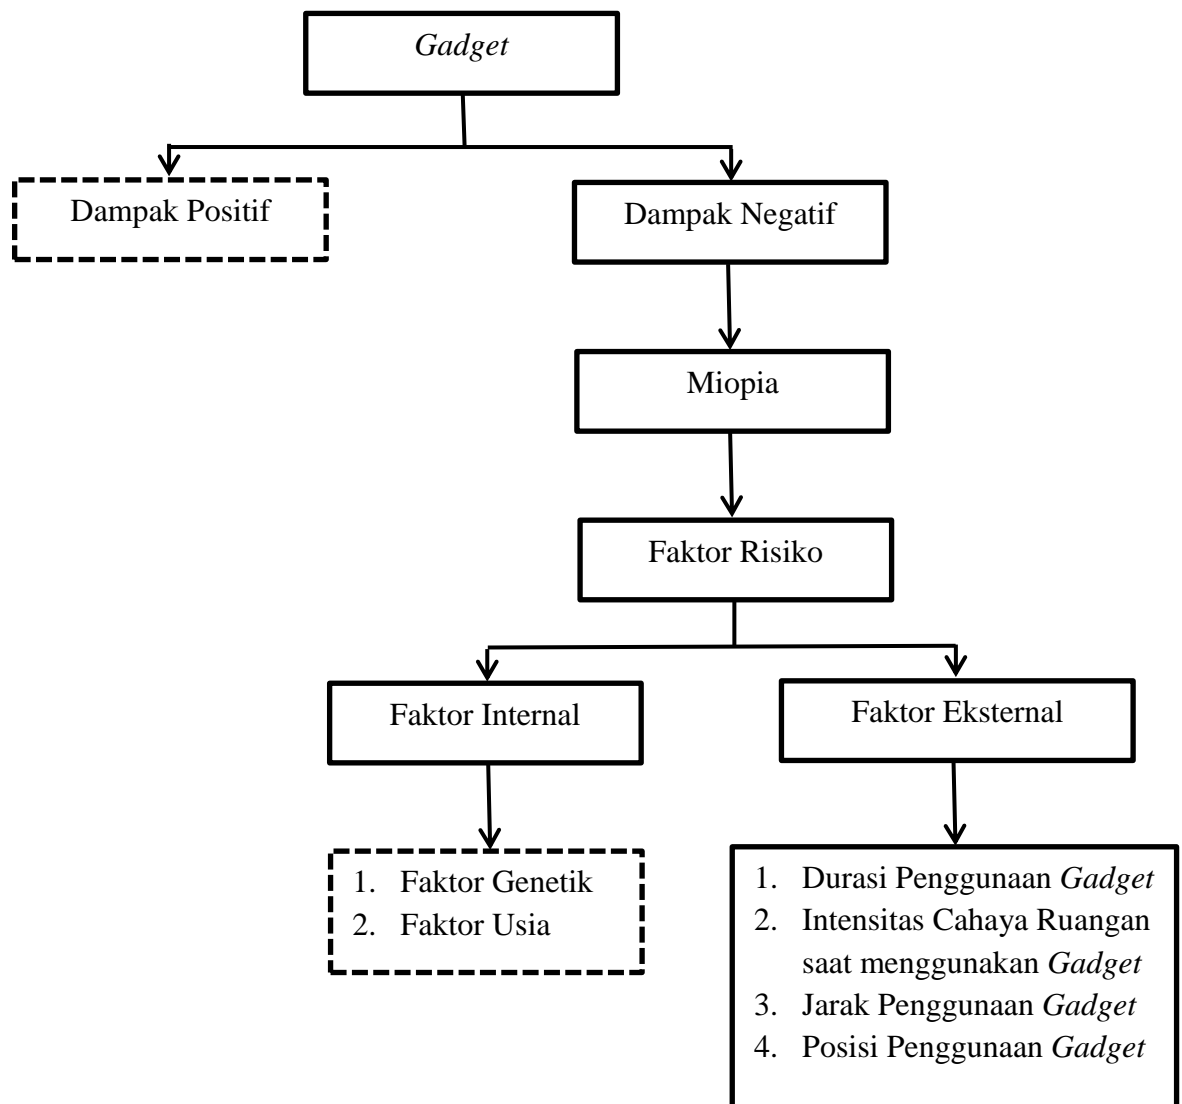 Gadget
Dampak Positif
Dampak Negatif
Miopia
Faktor Risiko
Faktor Internal
Faktor Eksternal
1. Faktor Genetik
2. Faktor Usia
1. Durasi Penggunaan Gadget
2. Intensitas Cahaya Ruangan
saat menggunakan Gadget
3. Jarak Penggunaan Gadget
4. Posisi Penggunaan Gadget